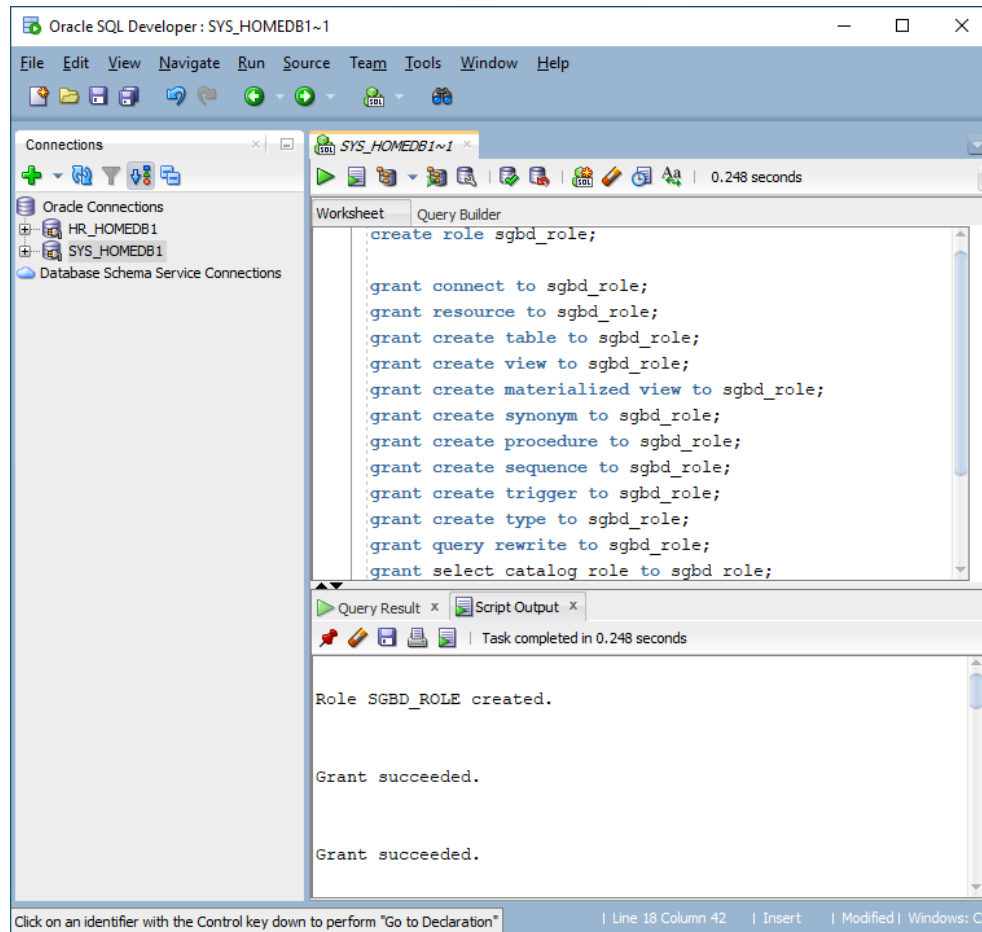 Oracle SQL Developer : SYS_HOMEDB1~1
File Edit View Navigate Run Source Team Tools Window Help
Connections
Oracle Connections
HR_HOMEDB1
SYS_HOMEDB1
Database Schema Service Connections
SYS_HOMEDB1~1
0.248 seconds
Worksheet Query Builder
create role sgbd_role;
grant connect to sgbd_role;
grant resource to sgbd_role;
grant create table to sgbd_role;
grant create view to sgbd_role;
grant create materialized view to sgbd_role;
grant create synonym to sgbd_role;
grant create procedure to sgbd_role;
grant create sequence to sgbd_role;
grant create trigger to sgbd_role;
grant create type to sgbd_role;
grant query rewrite to sgbd_role;
grant select_catalog_role to sgbd_role;
Query Result x Script Output x
Task completed in 0.248 seconds
Role SGBD_ROLE created.
Grant succeeded.
Grant succeeded.
Click on an identifier with the Control key down to perform "Go to Declaration" | Line 18 Column 42 | Insert | Modified | Windows: C